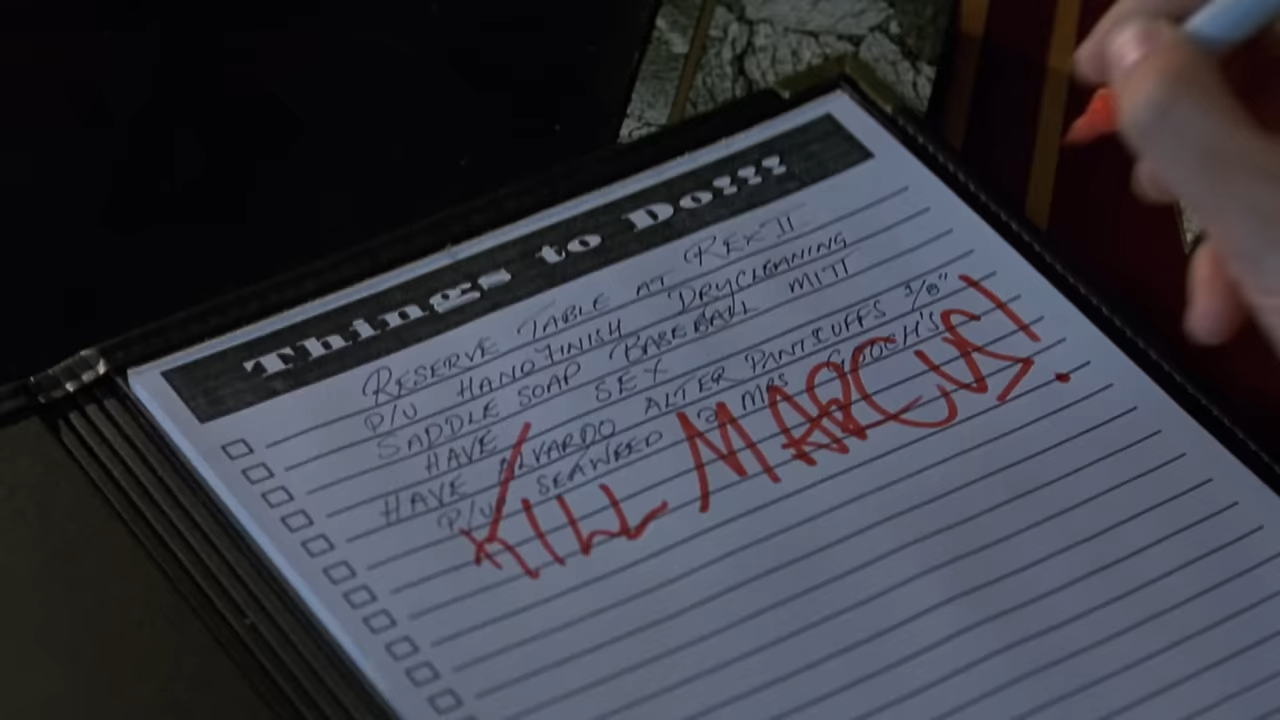 Things to Do!!!
RESERVE TABLE AT REX II
P/U HAND FINISH DRYCLEANING
SADDLE SOAP BASEBALL MITT
HAVE SEX
HAVE ALVARDO ALTER PANTCUFFS 1/8"
P/U SEAWEED @ MRS GOOCH'S
KILL MARCUS!